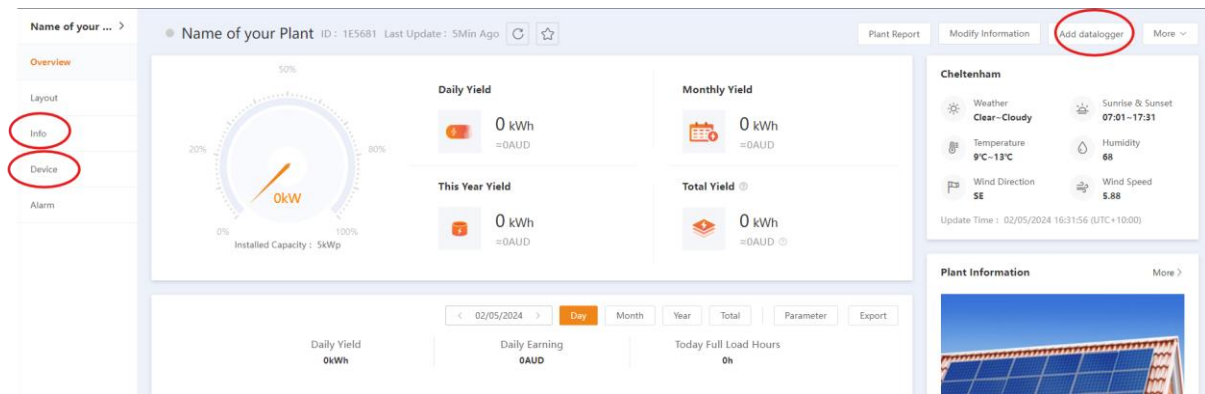 Name of your ... >
Overview
Layout
Info
Device
Alarm
Name of your Plant ID : 1E5681 Last Update : 5Min Ago
Plant Report Modify Information Add datalogger More
50%
20%
80%
0kW
0%
100%
Installed Capacity : 5kWp
Daily Yield
0 kWh
≈0AUD
Monthly Yield
0 kWh
≈0AUD
This Year Yield
0 kWh
≈0AUD
Total Yield
0 kWh
≈0AUD
Cheltenham
Weather
Clear~Cloudy
Sunrise & Sunset
07:01~17:31
Temperature
9℃~13℃
Humidity
68
Wind Direction
SE
Wind Speed
5.88
Update Time : 02/05/2024 16:31:56 (UTC+10:00)
< 02/05/2024 > Day Month Year Total Parameter Export
Daily Yield
0kWh
Daily Earning
0AUD
Today Full Load Hours
0h
Plant Information More >